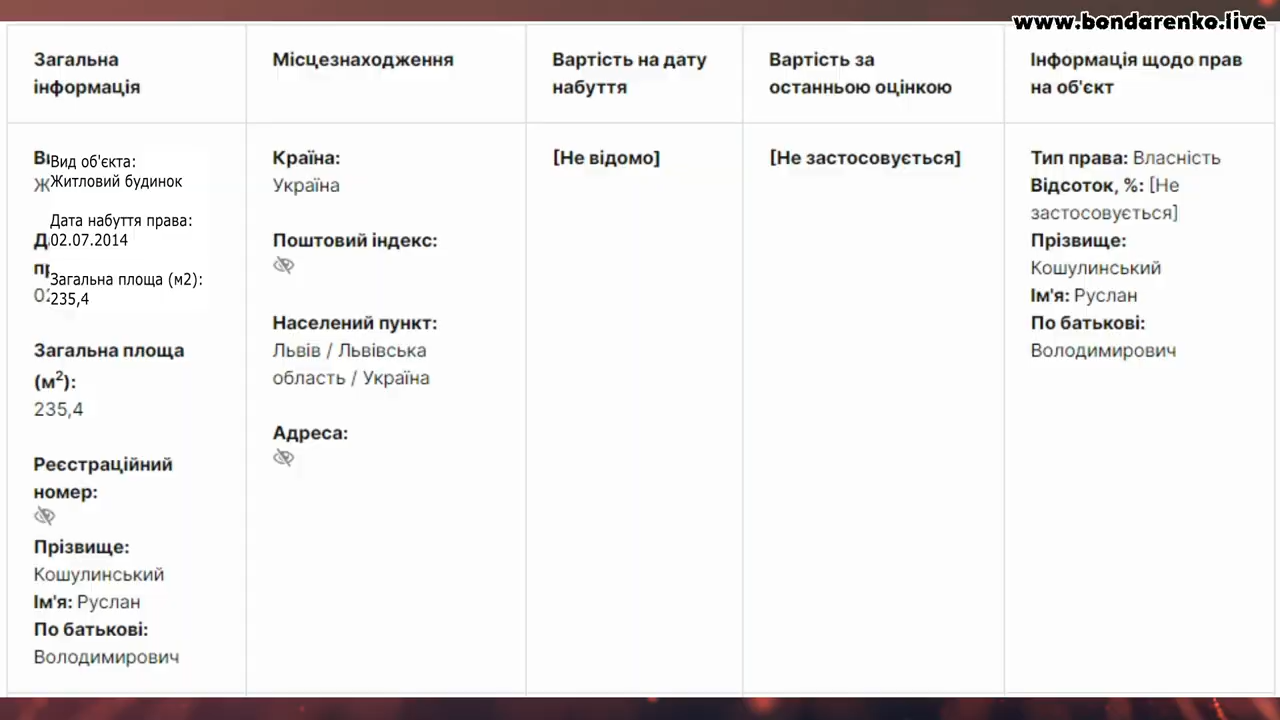 www.bondarenko.live
Загальна
інформація
Місцезнаходження
Вартість на дату
набуття
Вартість за
останньою оцінкою
Інформація щодо прав
на об'єкт
Вид об'єкта:
Житловий будинок
Дата набуття права:
02.07.2014
Загальна площа (м2):
235,4
Загальна площа
(м²):
235,4
Реєстраційний
номер:
Прізвище:
Кошулинський
Ім'я: Руслан
По батькові:
Володимирович
Країна:
Україна
Поштовий індекс:
Населений пункт:
Львів / Львівська
область / Україна
Адреса:
[Не відомо]
[Не застосовується]
Тип права: Власність
Відсоток, %: [Не
застосовується]
Прізвище:
Кошулинський
Ім'я: Руслан
По батькові:
Володимирович